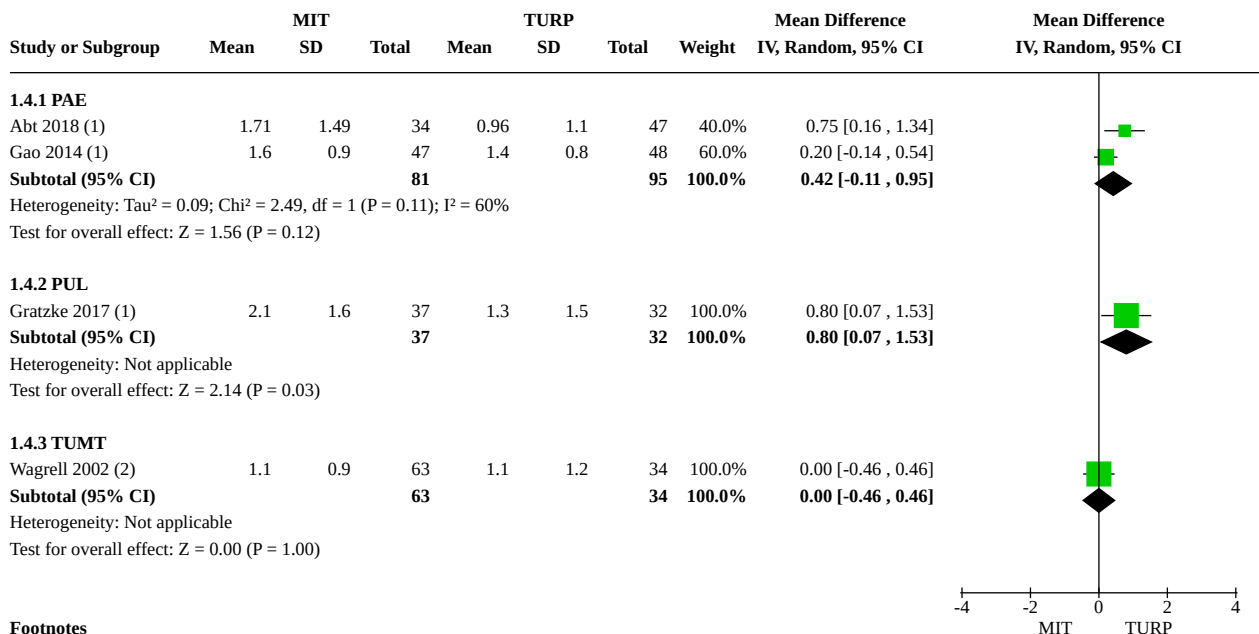 MIT TURP Mean Difference Mean Difference
Study or Subgroup Mean SD Total Mean SD Total Weight IV, Random, 95% CI IV, Random, 95% CI
1.4.1 PAE
Abt 2018 (1) 1.71 1.49 34 0.96 1.1 47 40.0% 0.75 [0.16 , 1.34]
Gao 2014 (1) 1.6 0.9 47 1.4 0.8 48 60.0% 0.20 [-0.14 , 0.54]
Subtotal (95% CI) 81 95 100.0% 0.42 [-0.11 , 0.95]
Heterogeneity: Tau² = 0.09; Chi² = 2.49, df = 1 (P = 0.11); I² = 60%
Test for overall effect: Z = 1.56 (P = 0.12)
1.4.2 PUL
Gratzke 2017 (1) 2.1 1.6 37 1.3 1.5 32 100.0% 0.80 [0.07 , 1.53]
Subtotal (95% CI) 37 32 100.0% 0.80 [0.07 , 1.53]
Heterogeneity: Not applicable
Test for overall effect: Z = 2.14 (P = 0.03)
1.4.3 TUMT
Wagrell 2002 (2) 1.1 0.9 63 1.1 1.2 34 100.0% 0.00 [-0.46 , 0.46]
Subtotal (95% CI) 63 34 100.0% 0.00 [-0.46 , 0.46]
Heterogeneity: Not applicable
Test for overall effect: Z = 0.00 (P = 1.00)
-4 -2 0 2 4
Footnotes MIT TURP